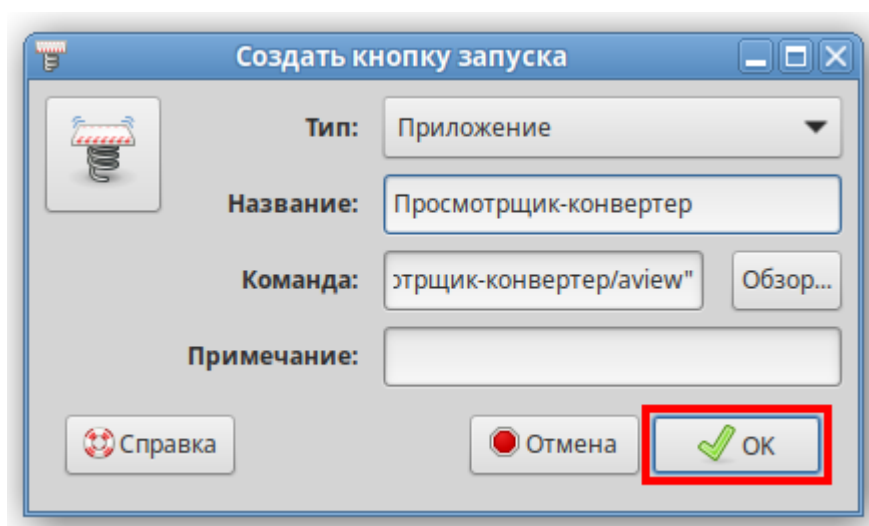 Создать кнопку запуска
Тип: Приложение
Название: Просмотрщик-конвертер
Команда: отрщик-конвертер/aview" Обзор...
Примечание:
Справка Отмена OK